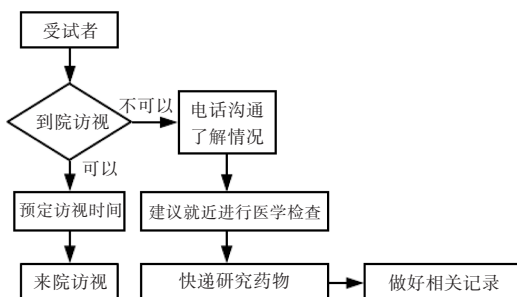 受试者
到院访视
不可以
电话沟通
了解情况
可以
预定访视时间
建议就近进行医学检查
来院访视
快递研究药物
做好相关记录